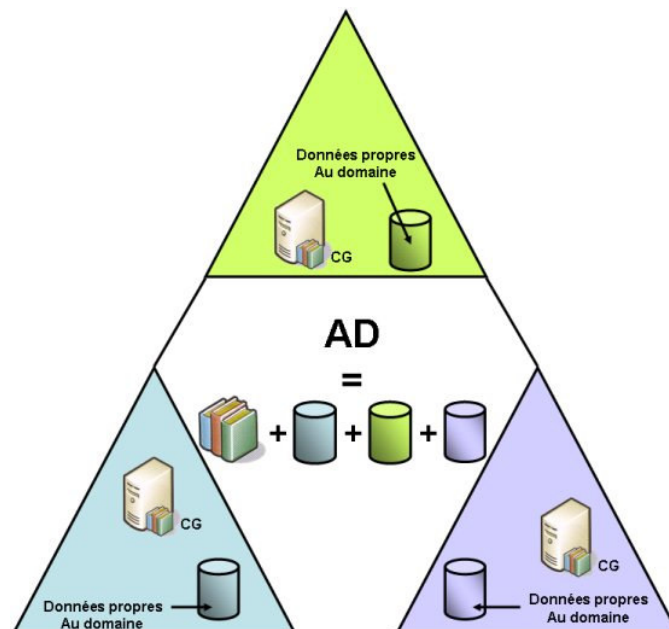 Données propres
Au domaine
CG
AD
=
+ + +
CG
CG
Données propres
Au domaine
Données propres
Au domaine